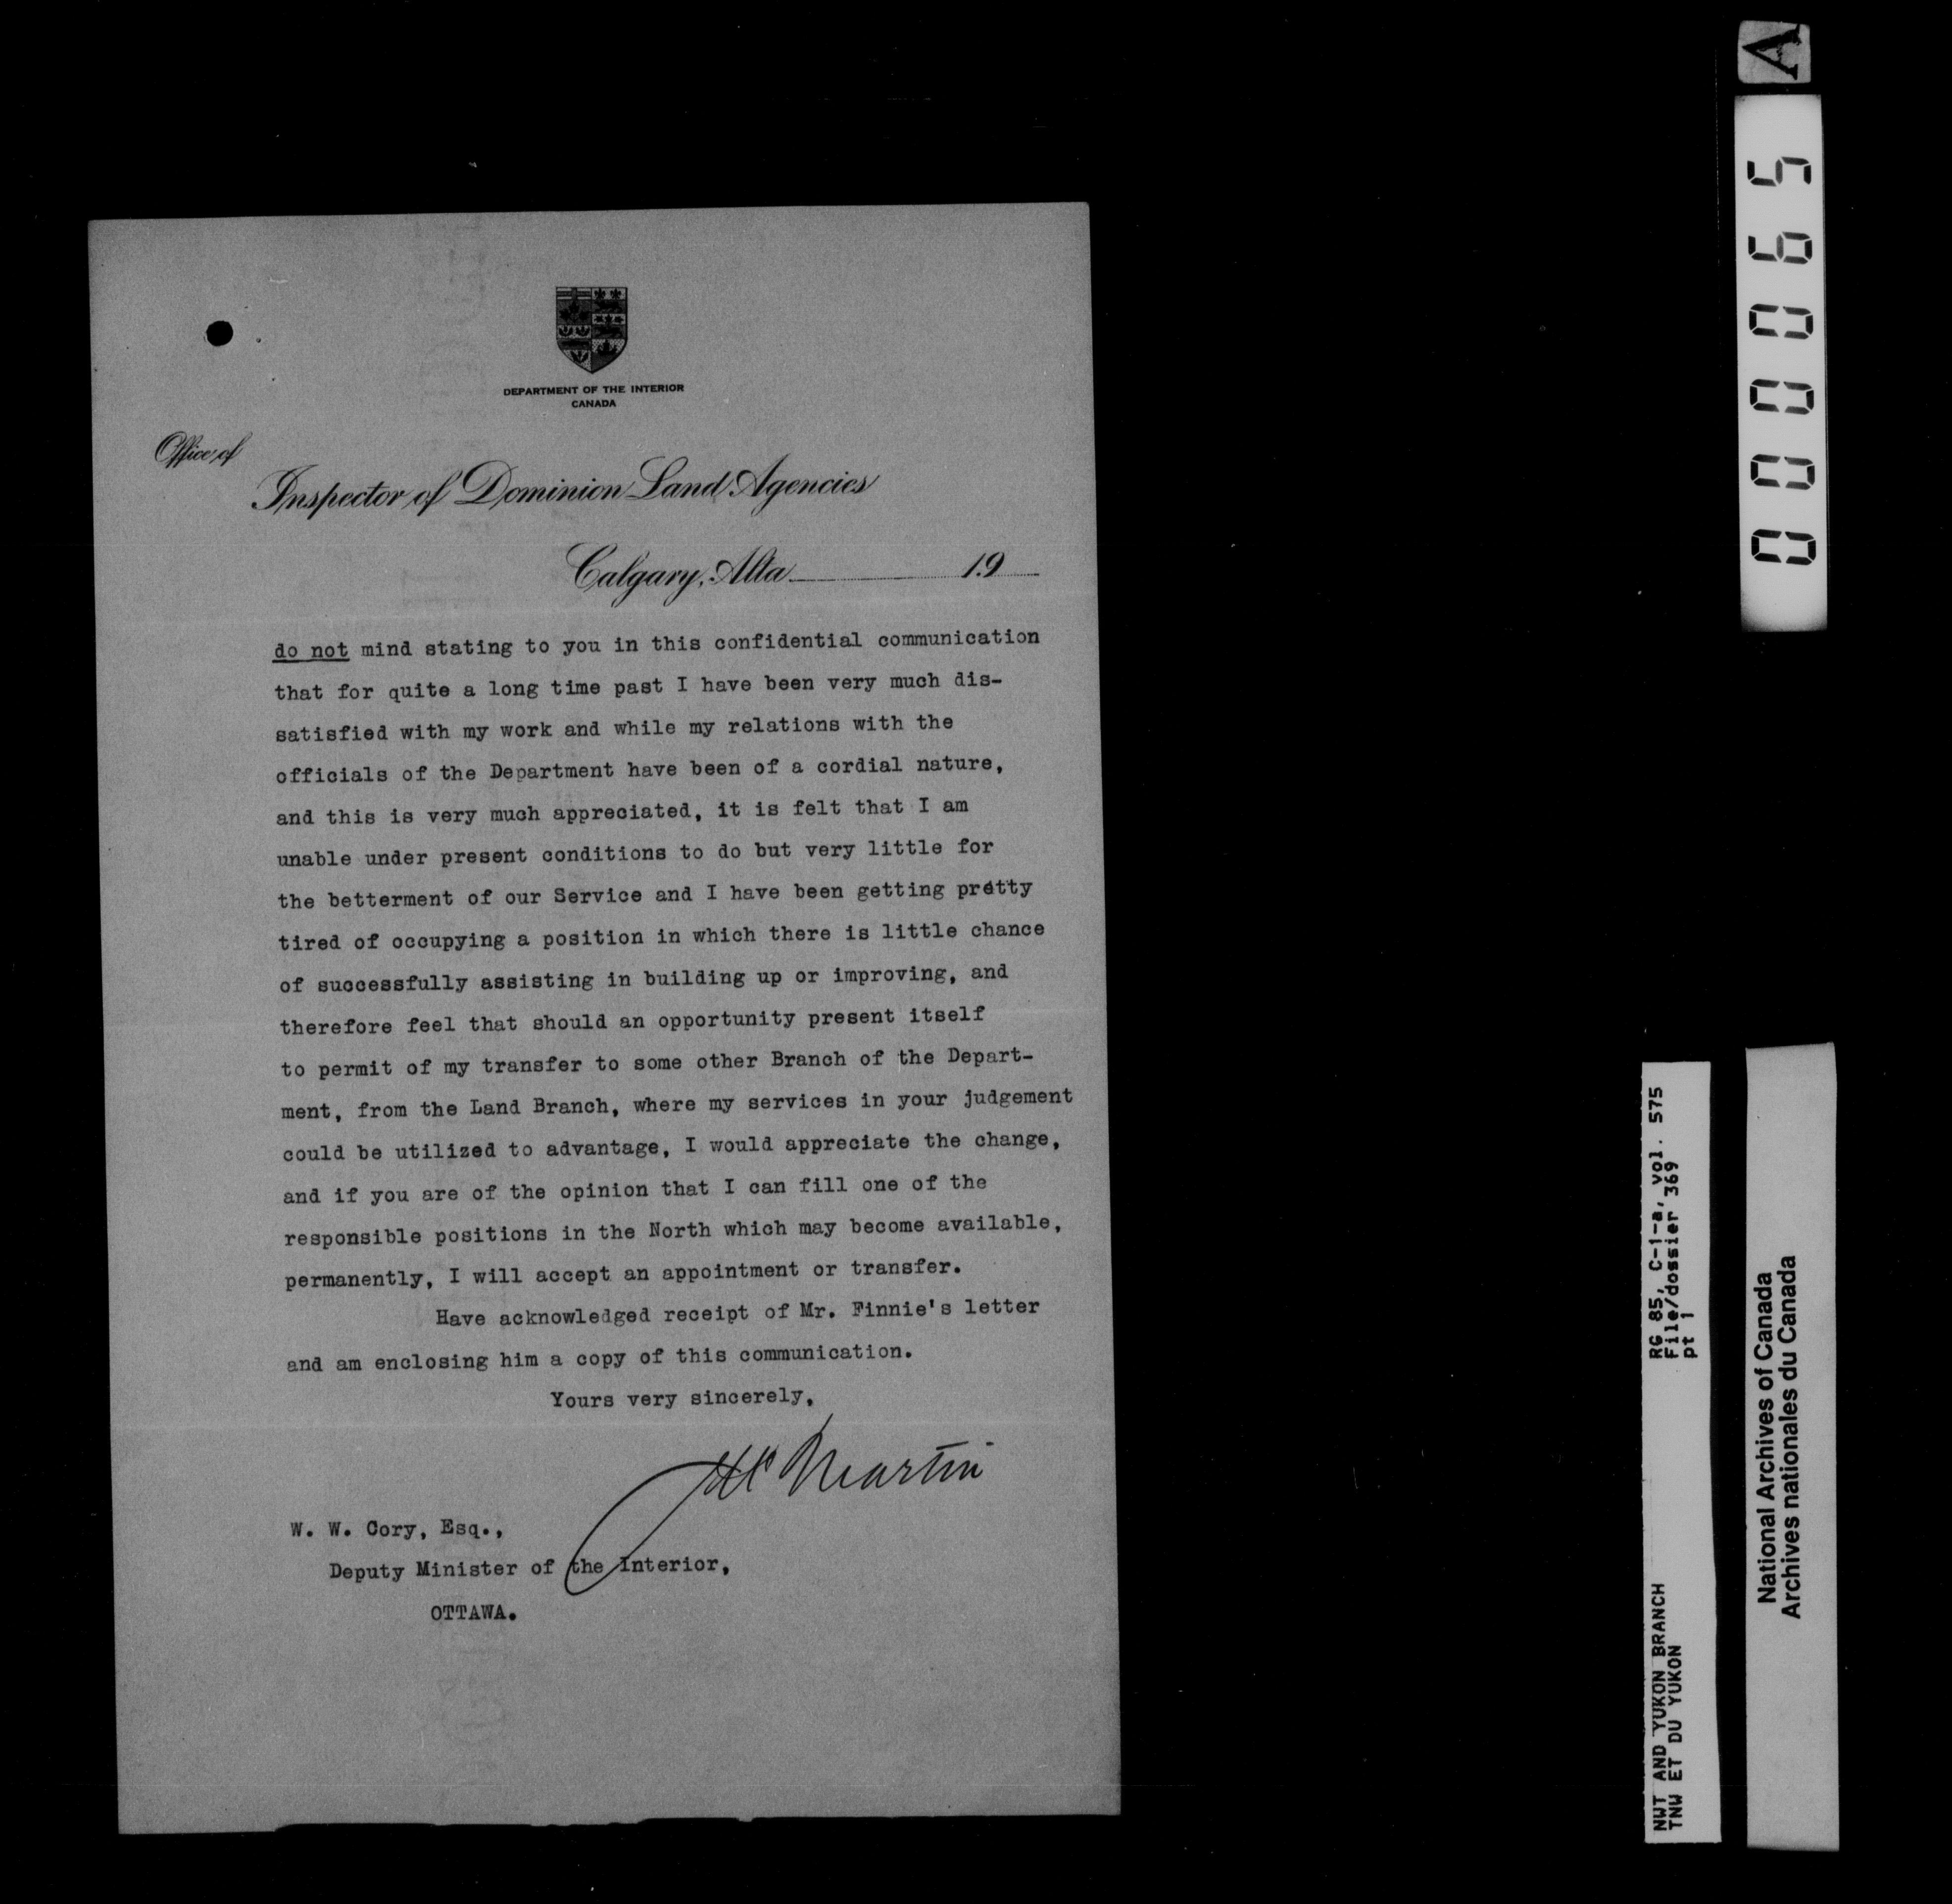 DEPARTMENT OF THE INTERIOR
CANADA
Office of
Inspector of Dominion Land Agencies
Calgary, Alta 19
do not mind stating to you in this confidential communication
that for quite a long time past I have been very much dis-
satisfied with my work and while my relations with the
officials of the Department have been of a cordial nature,
and this is very much appreciated, it is felt that I am
unable under present conditions to do but very little for
the betterment of our Service and I have been getting pretty
tired of occupying a position in which there is little chance
of successfully assisting in building up or improving, and
therefore feel that should an opportunity present itself
to permit of my transfer to some other Branch of the Depart-
ment, from the Land Branch, where my services in your judgement
could be utilized to advantage, I would appreciate the change,
and if you are of the opinion that I can fill one of the
responsible positions in the North which may become available,
permanently, I will accept an appointment or transfer.
Have acknowledged receipt of Mr. Finnie's letter
and am enclosing him a copy of this communication.
Yours very sincerely,
Martin
W. W. Cory, Esq.,
Deputy Minister of the Interior,
OTTAWA.
A
000065
NWT AND YUKON BRANCH RG 85, C-1-a, vol. 575
TNW ET DU YUKON File/dossier 369
pt 1
National Archives of Canada
Archives nationales du Canada